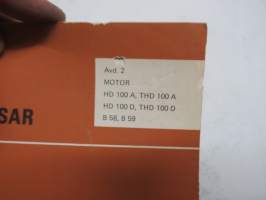 Avd. 2
MOTOR
HD 100 A, THD 100 A
HD 100 D, THD 100 D
B 58, B 59
SAR